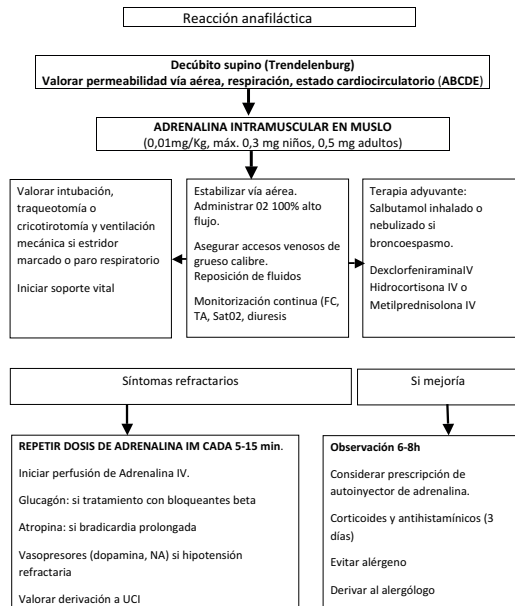 Reacción anafiláctica
Decúbito supino (Trendelenburg)
Valorar permeabilidad vía aérea, respiración, estado cardiocirculatorio (ABCDE)
ADRENALINA INTRAMUSCULAR EN MUSLO
(0,01mg/Kg, máx. 0,3 mg niños, 0,5 mg adultos)
Valorar intubación,
traqueotomía o
cricotirotomía y ventilación
mecánica si estridor
marcado o paro respiratorio
Iniciar soporte vital
Estabilizar vía aérea.
Administrar 02 100% alto
flujo.
Asegurar accesos venosos de
grueso calibre.
Reposición de fluidos
Monitorización continua (FC,
TA, Sat02, diuresis
Terapia adyuvante:
Salbutamol inhalado o
nebulizado si
broncoespasmo.
DexclorfeniraminaIV
Hidrocortisona IV o
Metilprednisolona IV
Síntomas refractarios
Si mejoría
REPETIR DOSIS DE ADRENALINA IM CADA 5-15 min.
Iniciar perfusión de Adrenalina IV.
Glucagón: si tratamiento con bloqueantes beta
Atropina: si bradicardia prolongada
Vasopresores (dopamina, NA) si hipotensión
refractaria
Valorar derivación a UCI
Observación 6-8h
Considerar prescripción de
autoinyector de adrenalina.
Corticoides y antihistamínicos (3
días)
Evitar alérgeno
Derivar al alergólogo